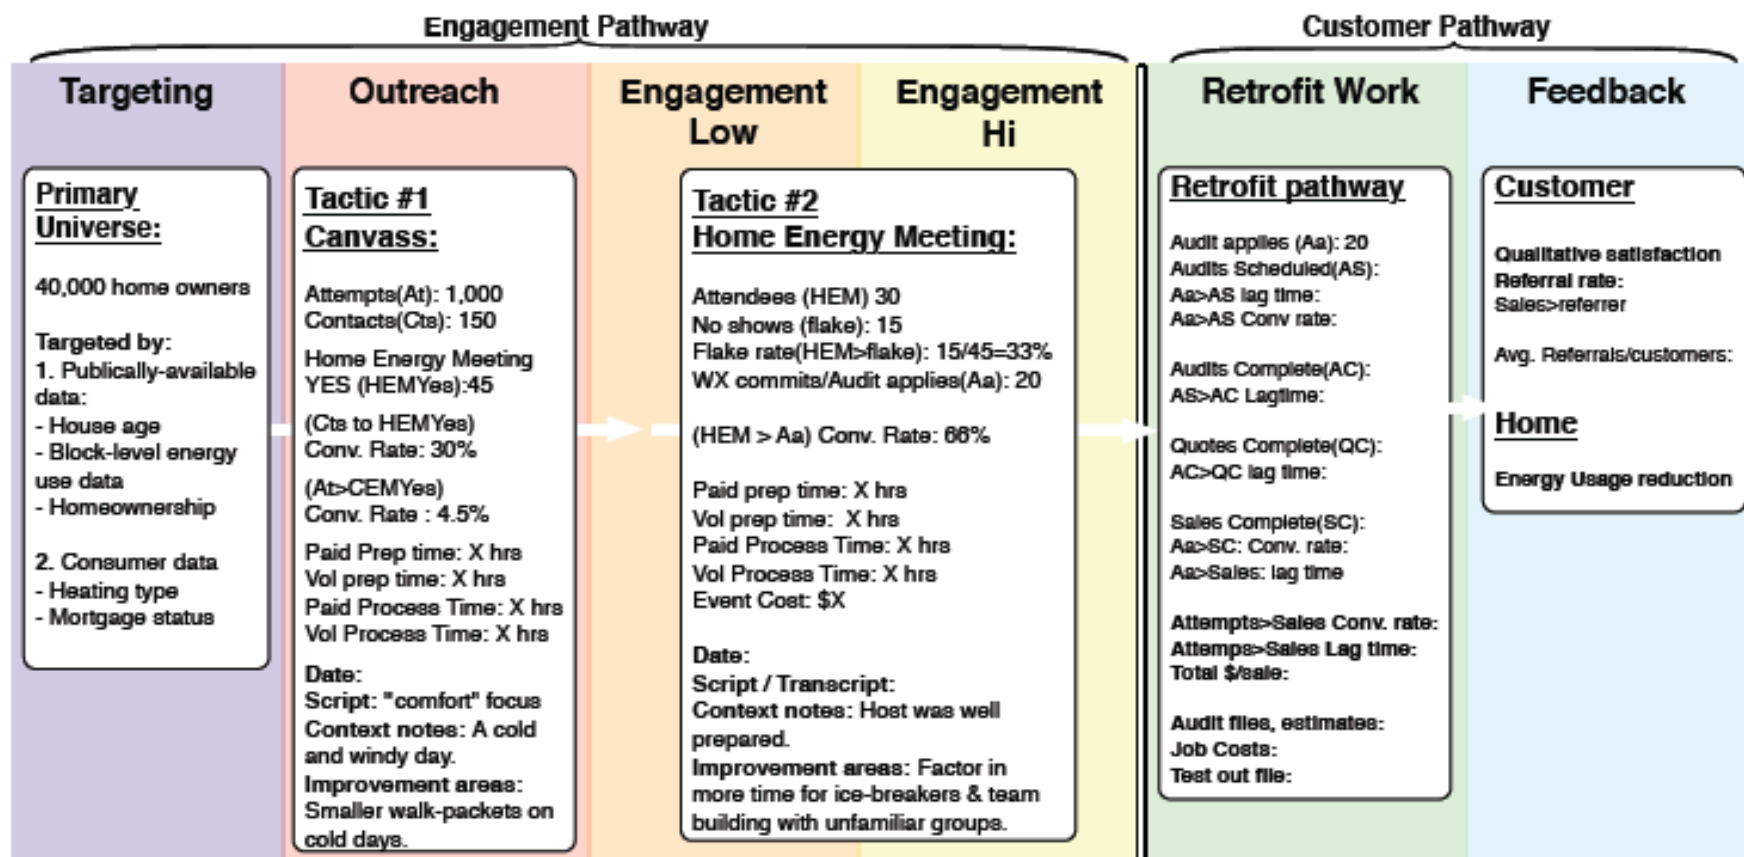 Engagement Pathway
Customer Pathway
Targeting
Outreach
Engagement
Low
Engagement
Hi
Retrofit Work
Feedback
Primary
Universe:
40,000 home owners
Targeted by:
1. Publically-available
data:
- House age
- Block-level energy
use data
- Homeownership
2. Consumer data
- Heating type
- Mortgage status
Tactic #1
Canvass:
Attempts(At): 1,000
Contacts(Cts): 150
Home Energy Meeting
YES (HEMYes):45
(Cts to HEMYes)
Conv. Rate: 30%
(At>CEMYes)
Conv. Rate : 4.5%
Paid Prep time: X hrs
Vol prep time: X hrs
Paid Process Time: X hrs
Vol Process Time: X hrs
Date:
Script: "comfort" focus
Context notes: A cold
and windy day.
Improvement areas:
Smaller walk-packets on
cold days.
Tactic #2
Home Energy Meeting:
Attendees (HEM) 30
No shows (flake): 15
Flake rate(HEM>flake): 15/45=33%
WX commits/Audit applies(Aa): 20
(HEM > Aa) Conv. Rate: 66%
Paid prep time: X hrs
Vol prep time: X hrs
Paid Process Time: X hrs
Vol Process Time: X hrs
Event Cost: $X
Date:
Script / Transcript:
Context notes: Host was well
prepared.
Improvement areas: Factor in
more time for ice-breakers & team
building with unfamiliar groups.
Retrofit pathway
Audit applies (Aa): 20
Audits Scheduled(AS):
Aa>AS lag time:
Aa>AS Conv rate:
Audits Complete(AC):
AS>AC Lagtime:
Quotes Complete(QC):
AC>QC lag time:
Sales Complete(SC):
Aa>SC: Conv. rate:
Aa>Sales: lag time
Attempts>Sales Conv. rate:
Attemps>Sales Lag time:
Total $/sale:
Audit files, estimates:
Job Costs:
Test out file:
Customer
Qualitative satisfaction
Referral rate:
Sales>referrer
Avg. Referrals/customers:
Home
Energy Usage reduction